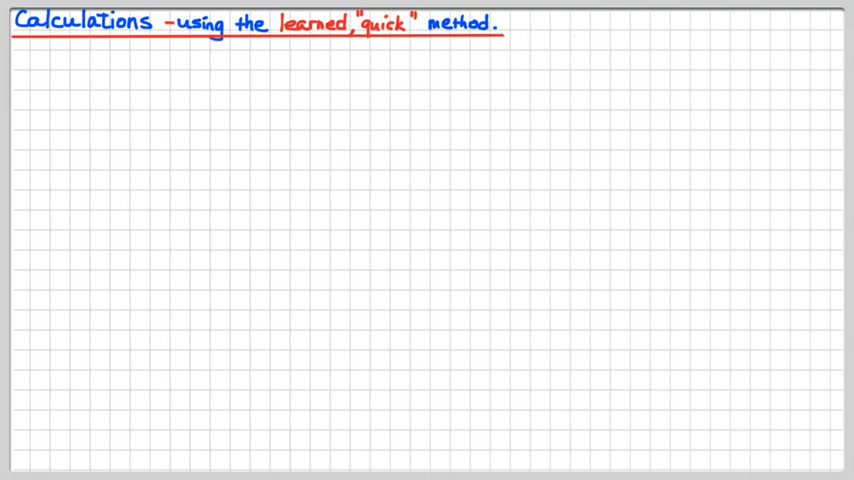 Calculations - using the learned, "quick" method.